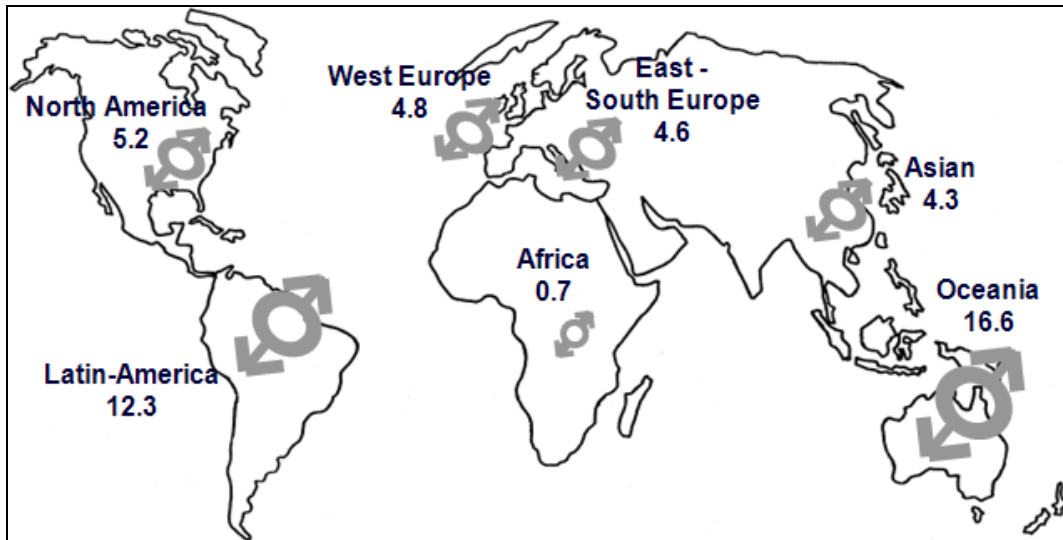 North America
5.2
West Europe
4.8
East -
South Europe
4.6
Asian
4.3
Africa
0.7
Oceania
16.6
Latin-America
12.3